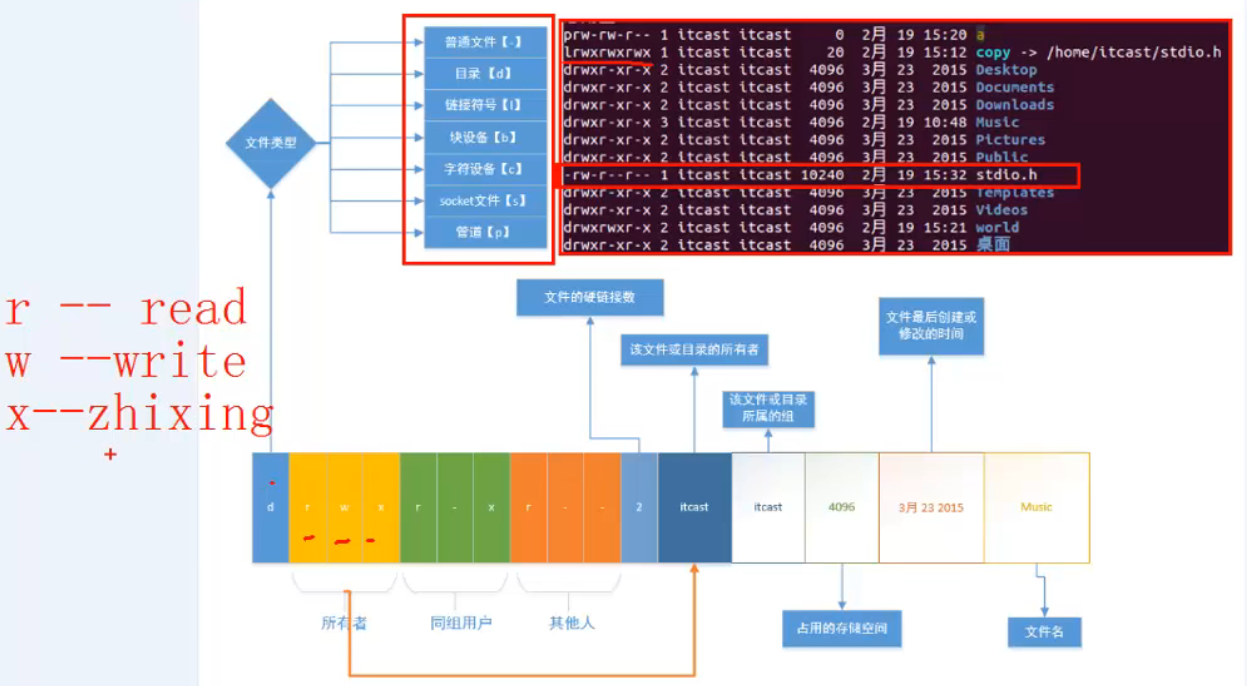 文件类型
普通文件【-】
目录【d】
链接符号【l】
块设备【b】
字符设备【c】
socket文件【s】
管道【p】
prw-rw-r-- 1 itcast itcast 0 2月 19 15:20 a
lrwxrwxrwx 1 itcast itcast 20 2月 19 15:12 copy -> /home/itcast/stdio.h
drwxr-xr-x 2 itcast itcast 4096 3月 23 2015 Desktop
drwxr-xr-x 2 itcast itcast 4096 3月 23 2015 Documents
drwxr-xr-x 2 itcast itcast 4096 3月 23 2015 Downloads
drwxr-xr-x 3 itcast itcast 4096 2月 19 10:48 Music
drwxr-xr-x 2 itcast itcast 4096 3月 23 2015 Pictures
drwxr-xr-x 2 itcast itcast 4096 3月 23 2015 Public
-rw-r--r-- 1 itcast itcast 10240 2月 19 15:32 stdio.h
drwxr-xr-x 2 itcast itcast 4096 3月 23 2015 Templates
drwxr-xr-x 2 itcast itcast 4096 3月 23 2015 Videos
drwxrwxr-x 2 itcast itcast 4096 2月 19 15:21 world
drwxr-xr-x 2 itcast itcast 4096 3月 23 2015 桌面
r -- read
w --write
x--zhixing
文件的硬链接数
该文件或目录的所有者
该文件或目录
所属的组
文件最后创建或
修改的时间
d r w x r - x r - - 2 itcast itcast 4096 3月 23 2015 Music
所有者
同组用户
其他人
占用的存储空间
文件名